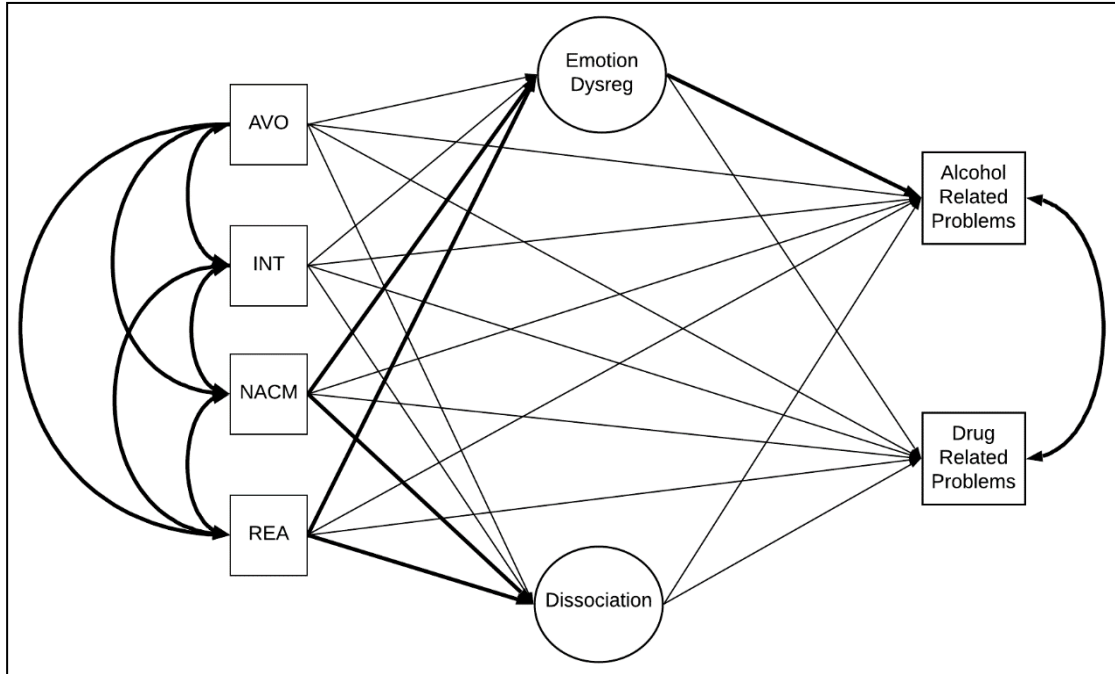 Emotion
Dysreg
AVO
Alcohol
Related
Problems
INT
NACM
Drug
Related
Problems
REA
Dissociation